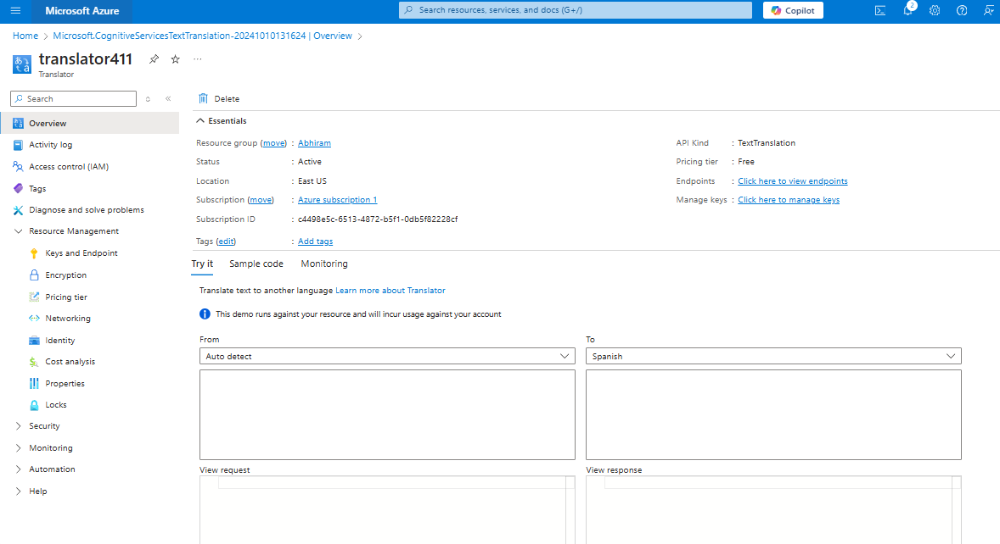 Microsoft Azure
Search resources, services, and docs (G+/)
Copilot
2
Home > Microsoft.CognitiveServicesTextTranslation-20241010131624 | Overview >
translator411
...
Translator
Search
Overview
Activity log
Access control (IAM)
Tags
Diagnose and solve problems
Resource Management
Keys and Endpoint
Encryption
Pricing tier
Networking
Identity
Cost analysis
Properties
Locks
Security
Monitoring
Automation
Help
Delete
Essentials
Resource group (move) : Abhiram
Status : Active
Location : East US
Subscription (move) : Azure subscription 1
Subscription ID : c4498e5c-6513-4872-b5f1-0db5f82228cf
Tags (edit) : Add tags
API Kind : TextTranslation
Pricing tier : Free
Endpoints : Click here to view endpoints
Manage keys : Click here to manage keys
Try it Sample code Monitoring
Translate text to another language Learn more about Translator
This demo runs against your resource and will incur usage against your account
From
Auto detect
To
Spanish
View request
View response